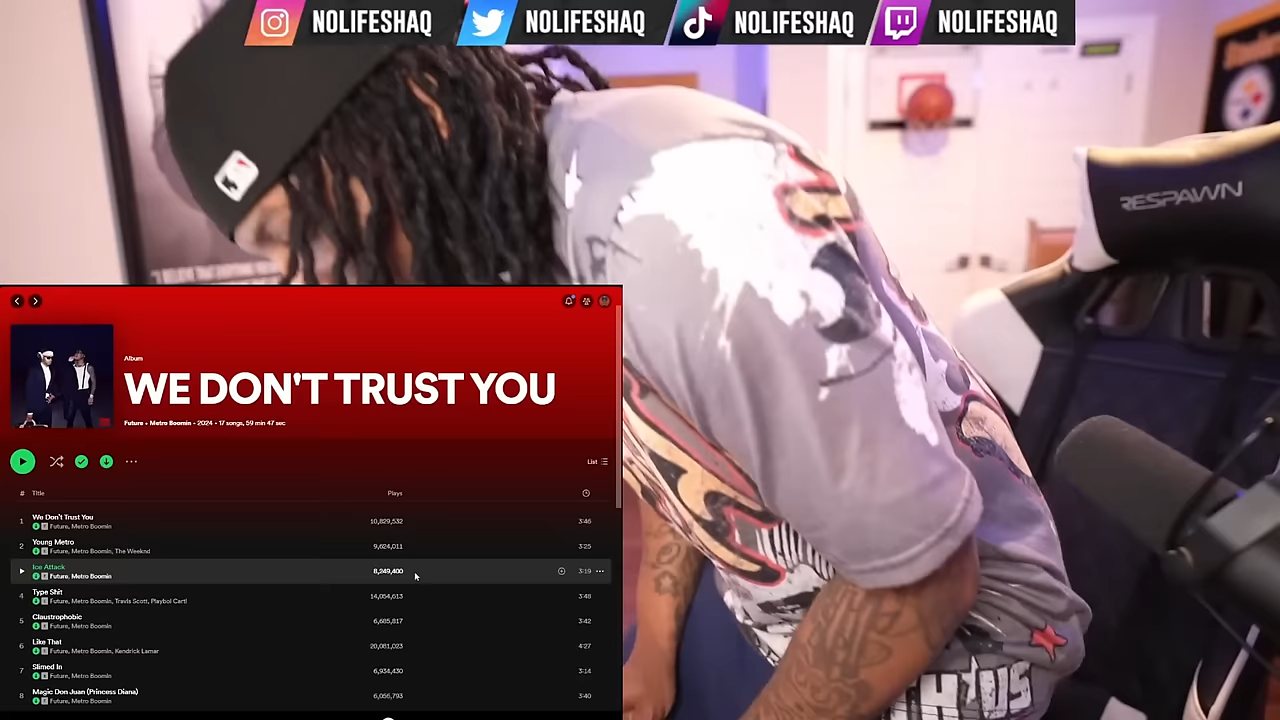 NOLIFESHAQ NOLIFESHAQ NOLIFESHAQ NOLIFESHAQ
RESPAWN
Album
WE DON'T TRUST YOU
Future • Metro Boomin • 2024 • 17 songs, 59 min 47 sec
List
# Title Plays
1 We Don't Trust You 10,829,532 3:46
Future, Metro Boomin
2 Young Metro 9,624,011 3:25
Future, Metro Boomin, The Weeknd
Ice Attack 8,249,400 3:19
Future, Metro Boomin
4 Type Shit 14,054,613 3:48
Future, Metro Boomin, Travis Scott, Playboi Carti
5 Claustrophobic 6,685,817 3:42
Future, Metro Boomin
6 Like That 20,081,023 4:27
Future, Metro Boomin, Kendrick Lamar
7 Slimed In 6,934,430 3:14
Future, Metro Boomin
8 Magic Don Juan (Princess Diana) 6,066,793 3:40
Future, Metro Boomin